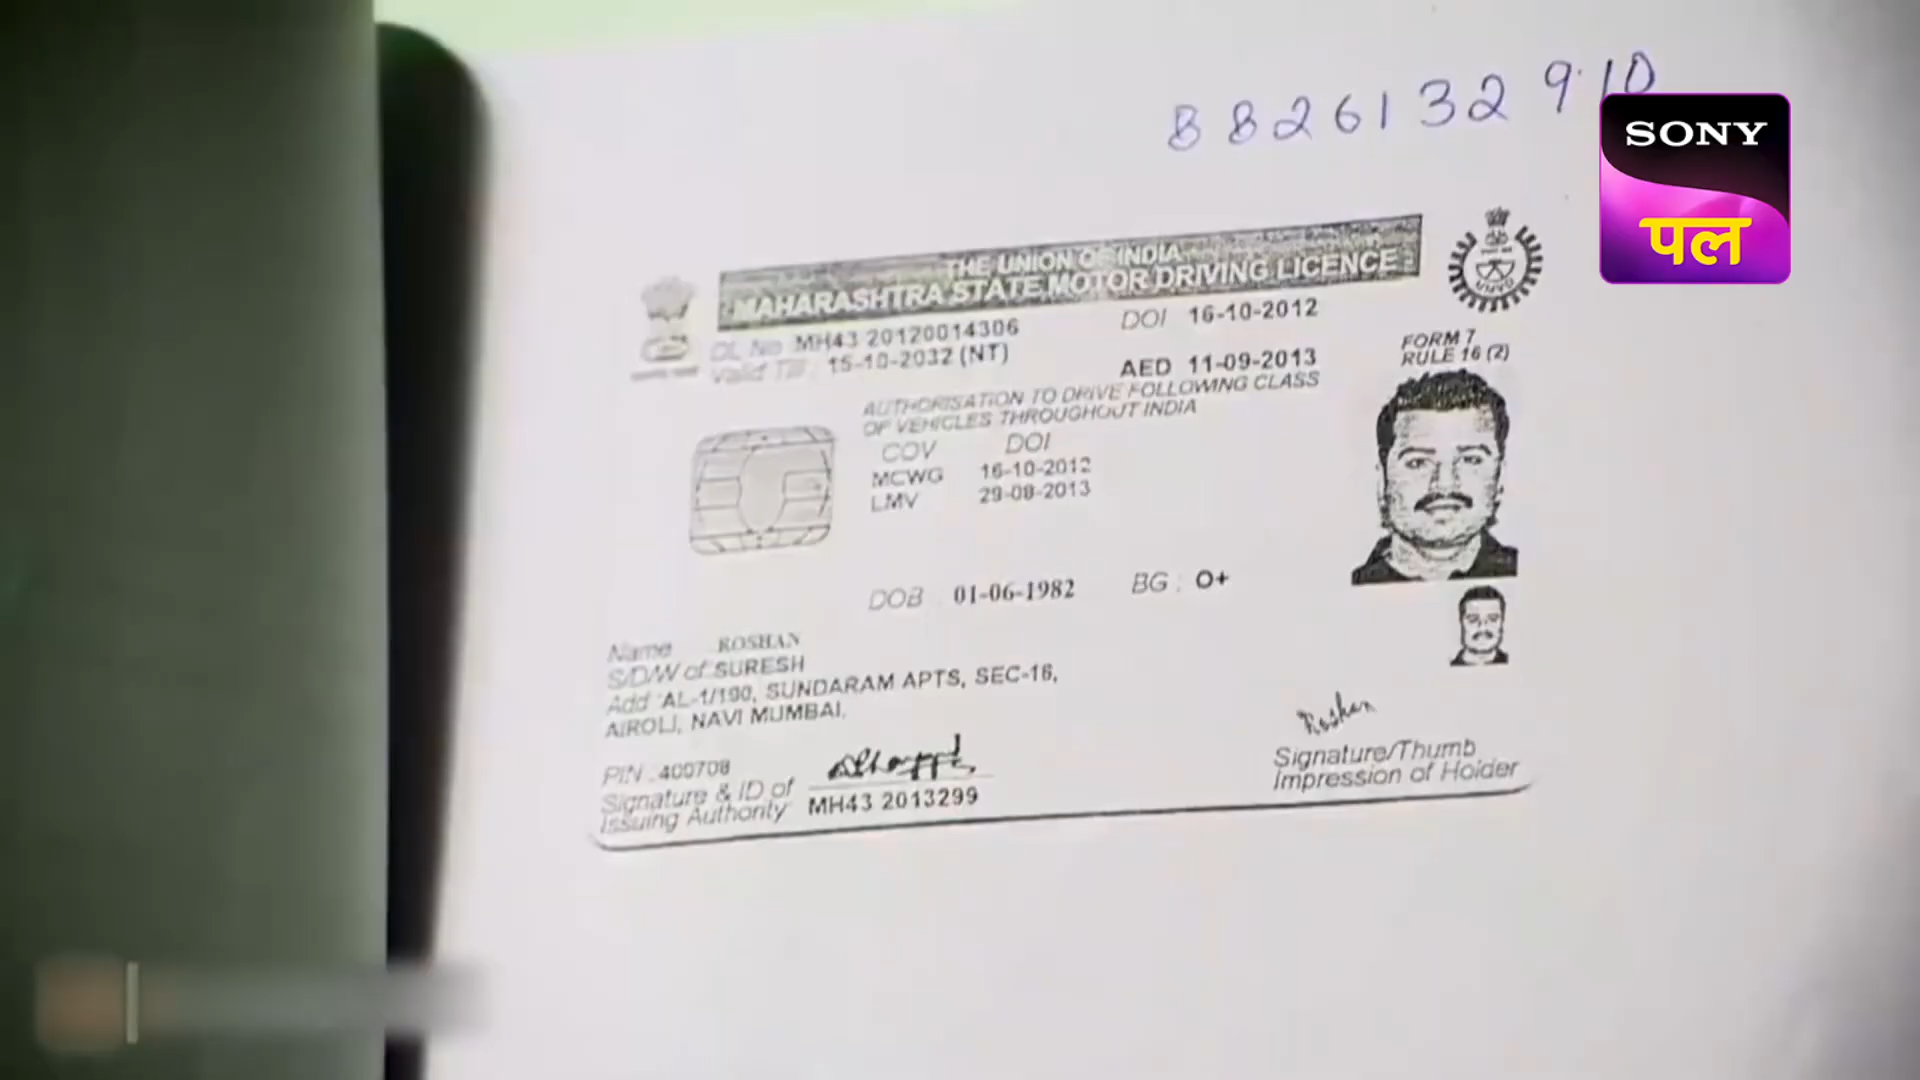 8826132910
SONY
पल
THE UNION OF INDIA
MAHARASHTRA STATE MOTOR DRIVING LICENCE
DL No MH43 20120014306 DOI 16-10-2012
Valid Till : 15-10-2032 (NT) AED 11-09-2013
FORM 7
RULE 16 (2)
AUTHORISATION TO DRIVE FOLLOWING CLASS
OF VEHICLES THROUGHOUT INDIA
COV DOI
MCWG 16-10-2012
LMV 29-08-2013
DOB : 01-06-1982 BG : O+
Name ROSHAN
S/D/W of SURESH
Add AL-1/190, SUNDARAM APTS, SEC-16,
AIROLI, NAVI MUMBAI.
PIN : 400708
Signature & ID of
Issuing Authority MH43 2013299
Roshan
Signature/Thumb
Impression of Holder